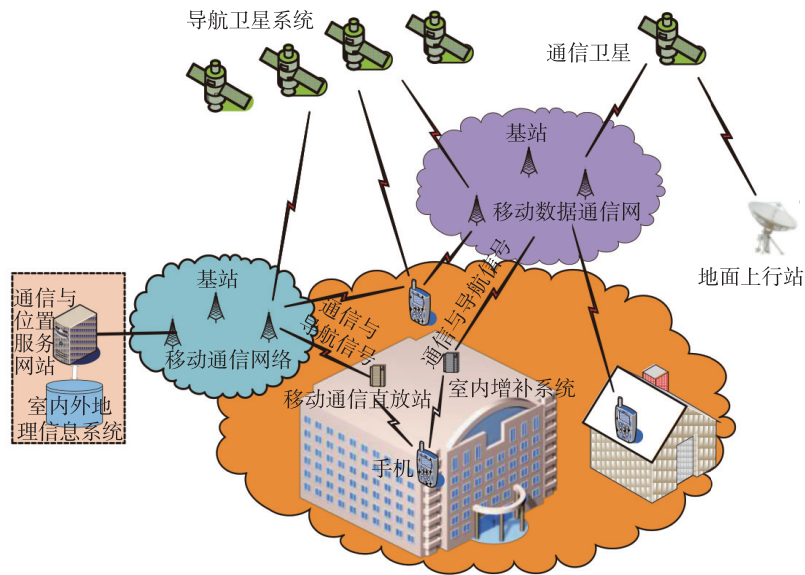 导航卫星系统
通信卫星
基站
移动数据通信网
地面上行站
基站
移动通信网络
通信与
位置
服务
网站
室内外地
理信息系统
通信与
导航信号
通信与导航信号
移动通信直放站
室内增补系统
手机